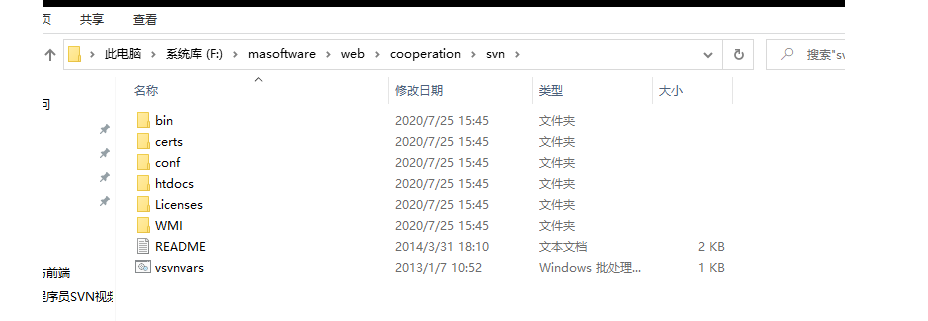 页 共享 查看
此电脑 系统库 (F:) masoftware web cooperation svn 搜索"sv
名称 修改日期 类型 大小
问
bin 2020/7/25 15:45 文件夹
certs 2020/7/25 15:45 文件夹
conf 2020/7/25 15:45 文件夹
htdocs 2020/7/25 15:45 文件夹
Licenses 2020/7/25 15:45 文件夹
WMI 2020/7/25 15:45 文件夹
README 2014/3/31 18:10 文本文档 2 KB
vsvnvars 2013/1/7 10:52 Windows 批处理... 1 KB
前端
程序员SVN视频